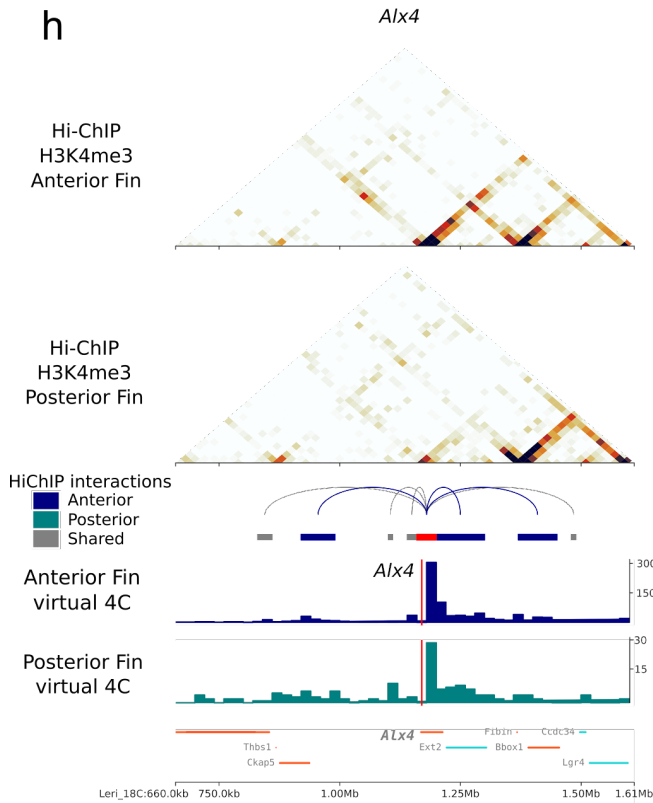 h
Alx4
Hi-ChIP
H3K4me3
Anterior Fin
Hi-ChIP
H3K4me3
Posterior Fin
HiChIP interactions
Anterior
Posterior
Shared
Anterior Fin
virtual 4C
Alx4
300
150
Posterior Fin
virtual 4C
30
15
Alx4 Fibin Ccdc34
Thbs1 Ext2 Bbox1
Ckap5 Lgr4
Leri_18C:660.0kb 750.0kb 1.00Mb 1.25Mb 1.50Mb 1.61Mb